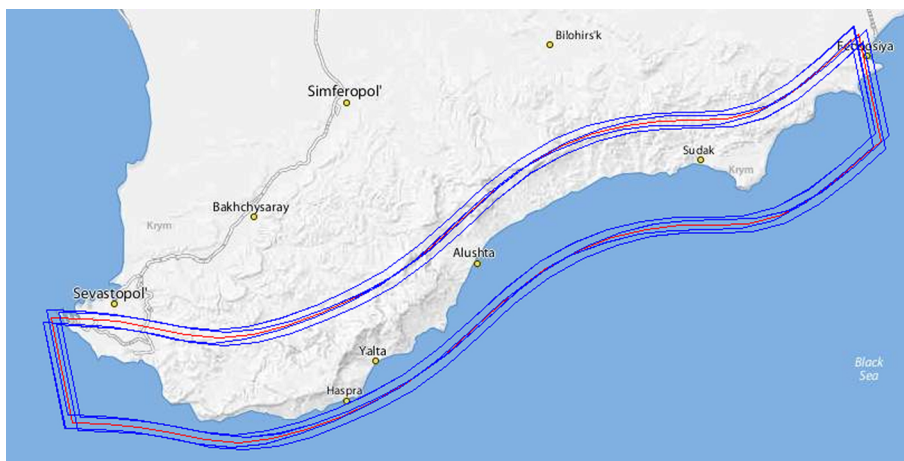 Bilohirs'k
Feodosiya
Simferopol'
Sudak
Krym
Bakhchysaray
Krym
Alushta
Sevastopol'
Yalta
Haspra
Black
Sea